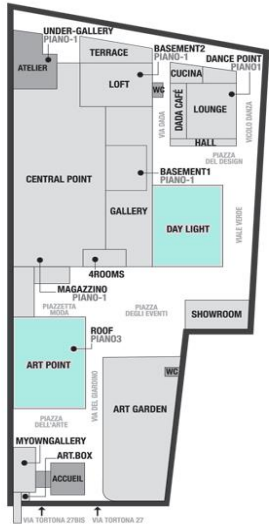 UNDER-GALLERY
PIANO-1
BASEMENT2
PIANO-1
TERRACE
DANCE POINT
PIANO1
ATELIER
LOFT
WC
CUCINA
DADA CAFÉ
LOUNGE
HALL
VIA DADA
VICOLO DANZA
PIAZZA
DEL DESIGN
CENTRAL POINT
BASEMENT1
PIANO-1
GALLERY
DAY LIGHT
VIALE VERDE
4ROOMS
MAGAZZINO
PIANO-1
PIAZZETTA
MODA
PIAZZA
DEGLI EVENTI
SHOWROOM
ROOF
PIANO3
ART POINT
VIA DEL GIARDINO
WC
ART GARDEN
PIAZZA
DELL'ARTE
MYOWNGALLERY
ART.BOX
ACCUEIL
VIA TORTONA 27BIS
VIA TORTONA 27